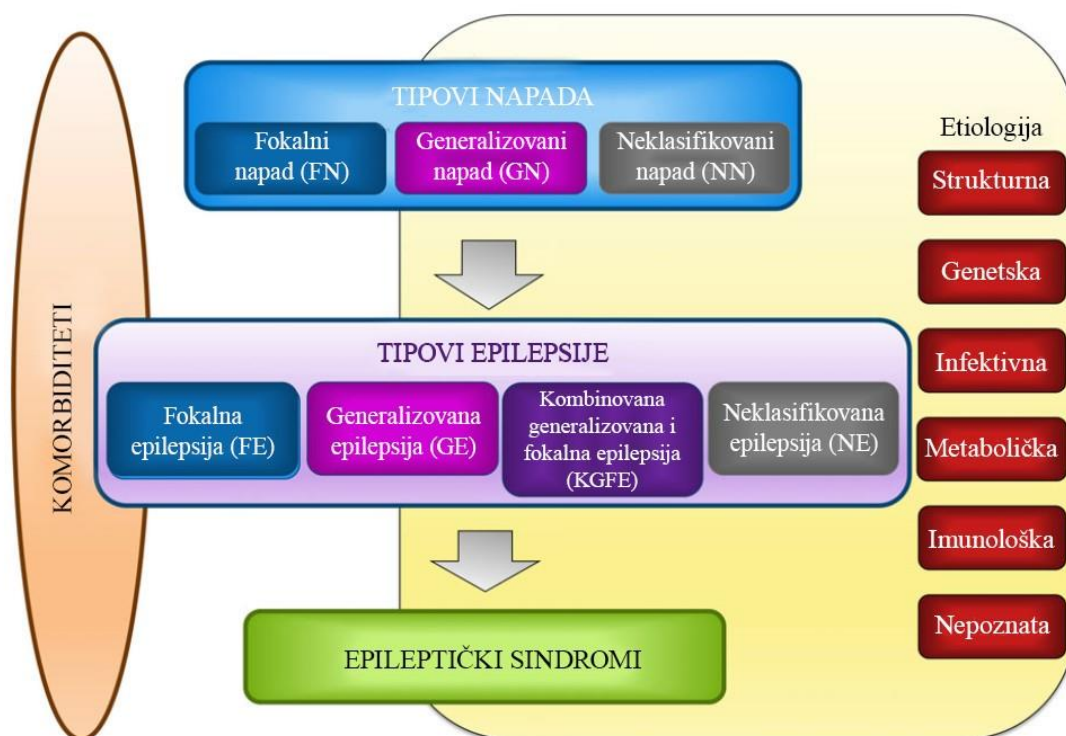 TIPOVI NAPADA
Fokalni
napad (FN)
Generalizovani
napad (GN)
Neklasifikovani
napad (NN)
Etiologija
Strukturna
Genetska
Infektivna
Metabolička
Imunološka
Nepoznata
KOMORBIDITETI
TIPOVI EPILEPSIJE
Fokalna
epilepsija (FE)
Generalizovana
epilepsija (GE)
Kombinovana
generalizovana i
fokalna epilepsija
(KGFE)
Neklasifikovana
epilepsija (NE)
EPILEPTIČKI SINDROMI